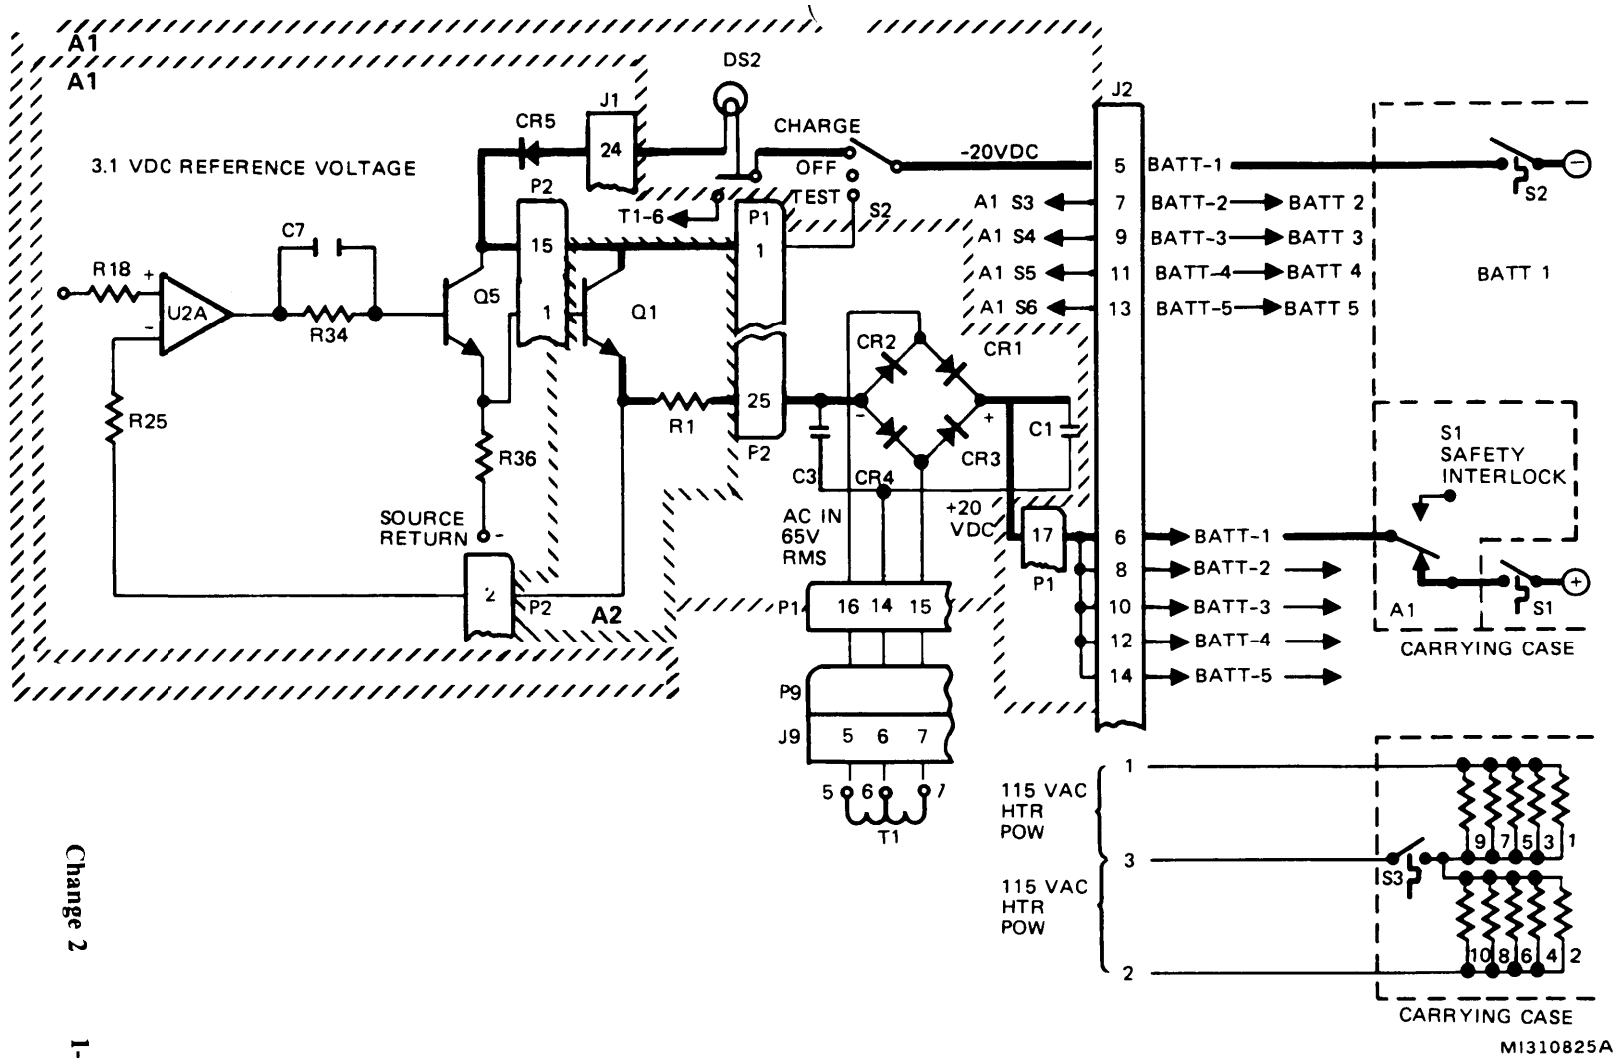 A1
A1
DS2
J1
J2
CR5
24
CHARGE
-20VDC
5
BATT-1
S2
3.1 VDC REFERENCE VOLTAGE
OFF
P2
TEST
S2
T1-6
P1
A1 S3
7
BATT-2
BATT 2
C7
15
1
A1 S4
9
BATT-3
BATT 3
R18
+
A1 S5
11
BATT-4
BATT 4
BATT 1
U2A
-
Q5
1
Q1
A1 S6
13
BATT-5
BATT 5
R34
CR2
CR1
R25
25
-
+
C1
R1
R36
P2
C3
CR4
CR3
S1
SAFETY
INTERLOCK
SOURCE
RETURN
-
AC IN
65V
RMS
+20
VDC
17
P1
6
BATT-1
8
BATT-2
2
P2
A2
P1
16
14
15
10
BATT-3
A1
S1
+
12
BATT-4
CARRYING CASE
14
BATT-5
P9
J9
5
6
7
5
6
7
T1
1
115 VAC
HTR
POW
9
7
5
3
1
3
S3
115 VAC
HTR
POW
10
8
6
4
2
2
CARRYING CASE
MI310825A
Change 2
1-